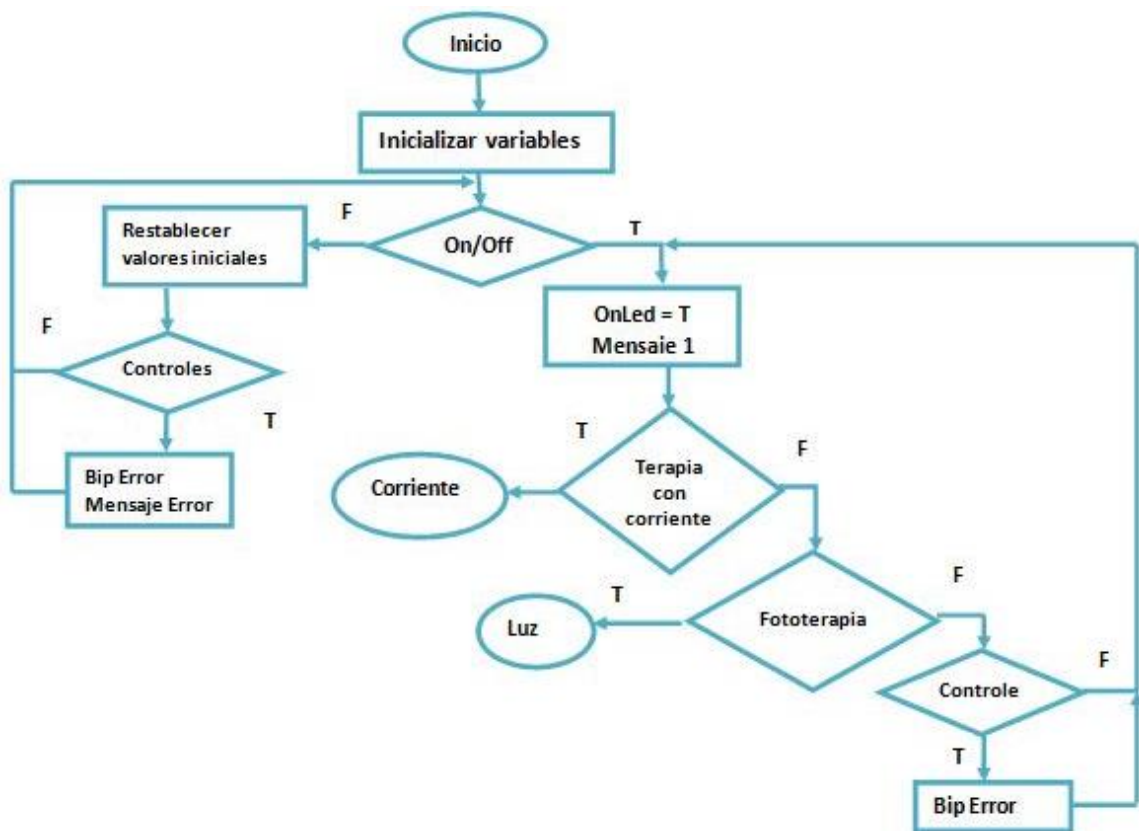 Inicio
Inicializar variables
F
On/Off
T
Restablecer
valores iniciales
F
Controles
T
Bip Error
Mensaje Error
OnLed = T
Mensaie 1
T
Terapia
con
corriente
F
Corriente
T
Fototerapia
F
Luz
Controle
F
T
Bip Error